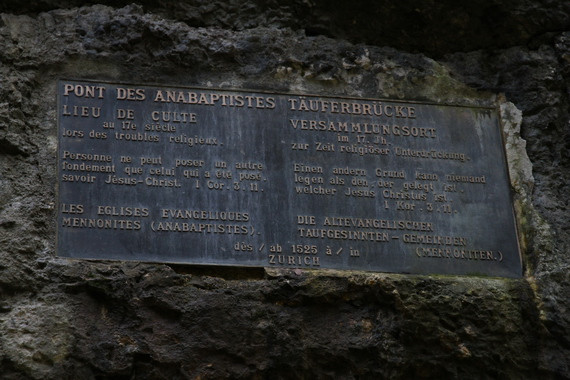 PONT DES ANABAPTISTES
LIEU DE CULTE
au 17e siècle
lors des troubles religieux.
Personne ne peut poser un autre
fondement que celui qui a été posé,
savoir Jésus-Christ. 1 Cor. 3. 11.
LES EGLISES EVANGELIQUES
MENNONITES (ANABAPTISTES).
TÄUFERBRÜCKE
VERSAMMLUNGSORT
im 17. Jh.
zur Zeit religiöser Unterdrückung.
Einen andern Grund kann niemand
legen als den, der gelegt ist,
welcher Jesus Christus ist.
1 Kor. 3. 11.
DIE ALTEVANGELISCHEN
TAUFGESINNTEN-GEMEINDEN
(MENNONITEN.)
dès / ab 1525 à / in
ZURICH